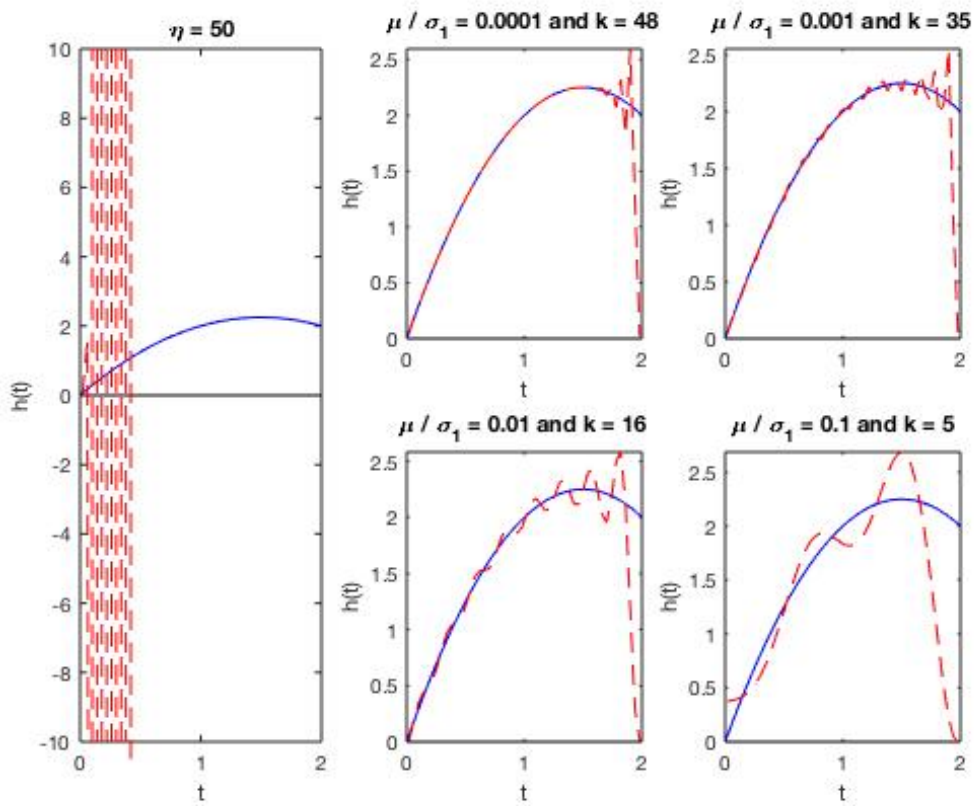 η = 50
10
8
6
4
2
0
-2
-4
-6
-8
-10
h(t)
0 1 2
t
μ / σ₁ = 0.0001 and k = 48
2.5
2
1.5
1
0.5
0
h(t)
0 1 2
t
μ / σ₁ = 0.001 and k = 35
2.5
2
1.5
1
0.5
0
h(t)
0 1 2
t
μ / σ₁ = 0.01 and k = 16
2.5
2
1.5
1
0.5
0
h(t)
0 1 2
t
μ / σ₁ = 0.1 and k = 5
2.5
2
1.5
1
0.5
0
h(t)
0 1 2
t